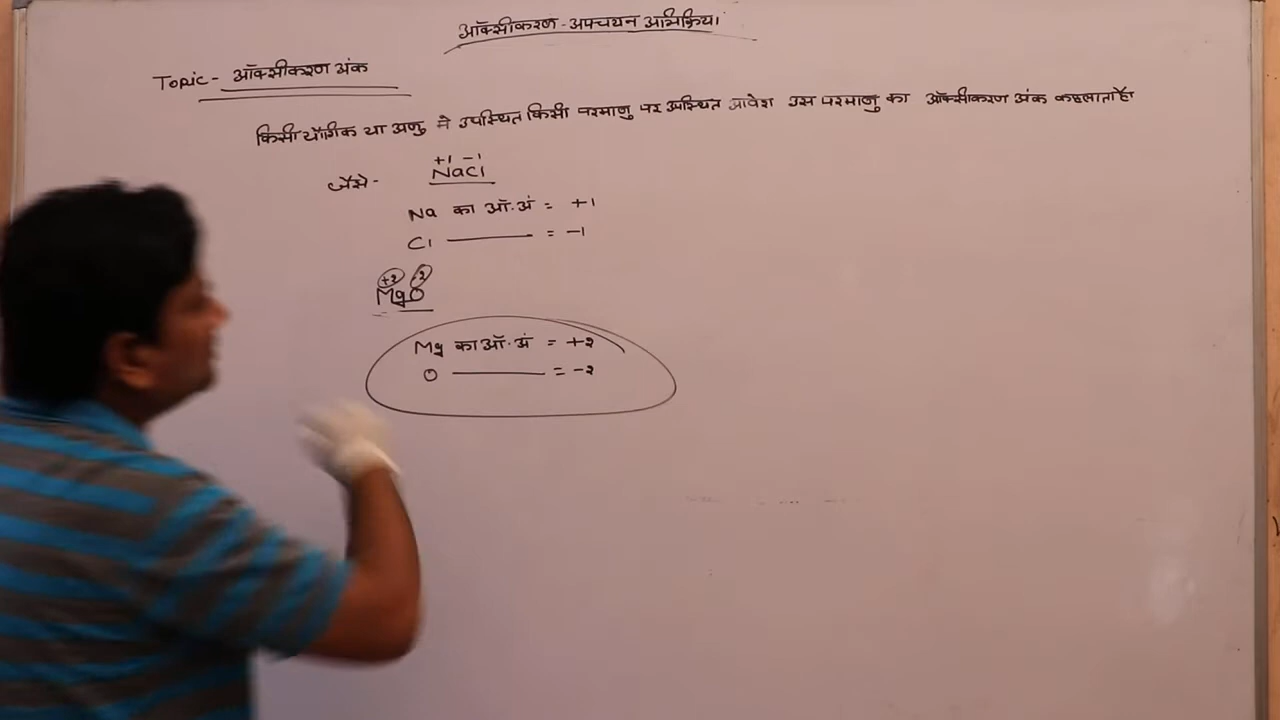 ऑक्सीकरण - अपचयन अभिक्रिया
Topic - ऑक्सीकरण अंक
किसी यौगिक या अणु मे उपस्थित किसी परमाणु पर उपस्थित आवेश उस परमाणु का ऑक्सीकरण अंक कहलाता है।
जैसे-
+1 -1
NaCl
Na का ऑ.अं = +1
Cl ——— = -1
+2 -2
MgO
Mg का ऑ.अं = +2
O ——— = -2